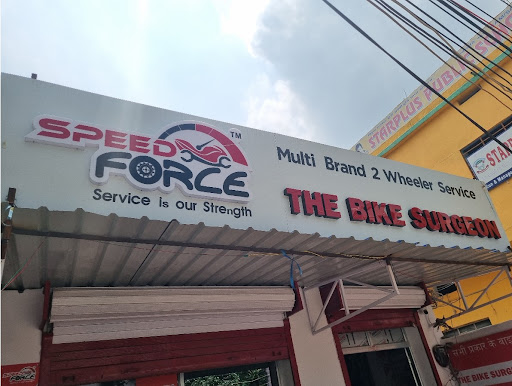 SPEED
FORCE
TM
Service Is our Strength
Multi Brand 2 Wheeler Service
THE BIKE SURGEON
STARPLUS PUBLIC
THE BIKE SURGEON